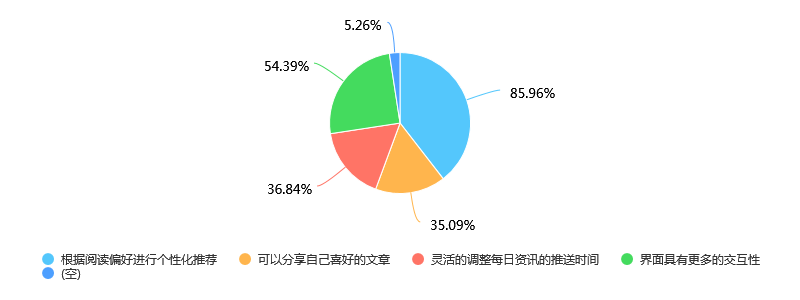 5.26%
54.39%
85.96%
36.84%
35.09%
根据阅读偏好进行个性化推荐 可以分享自己喜好的文章 灵活的调整每日资讯的推送时间 界面具有更多的交互性
(空)